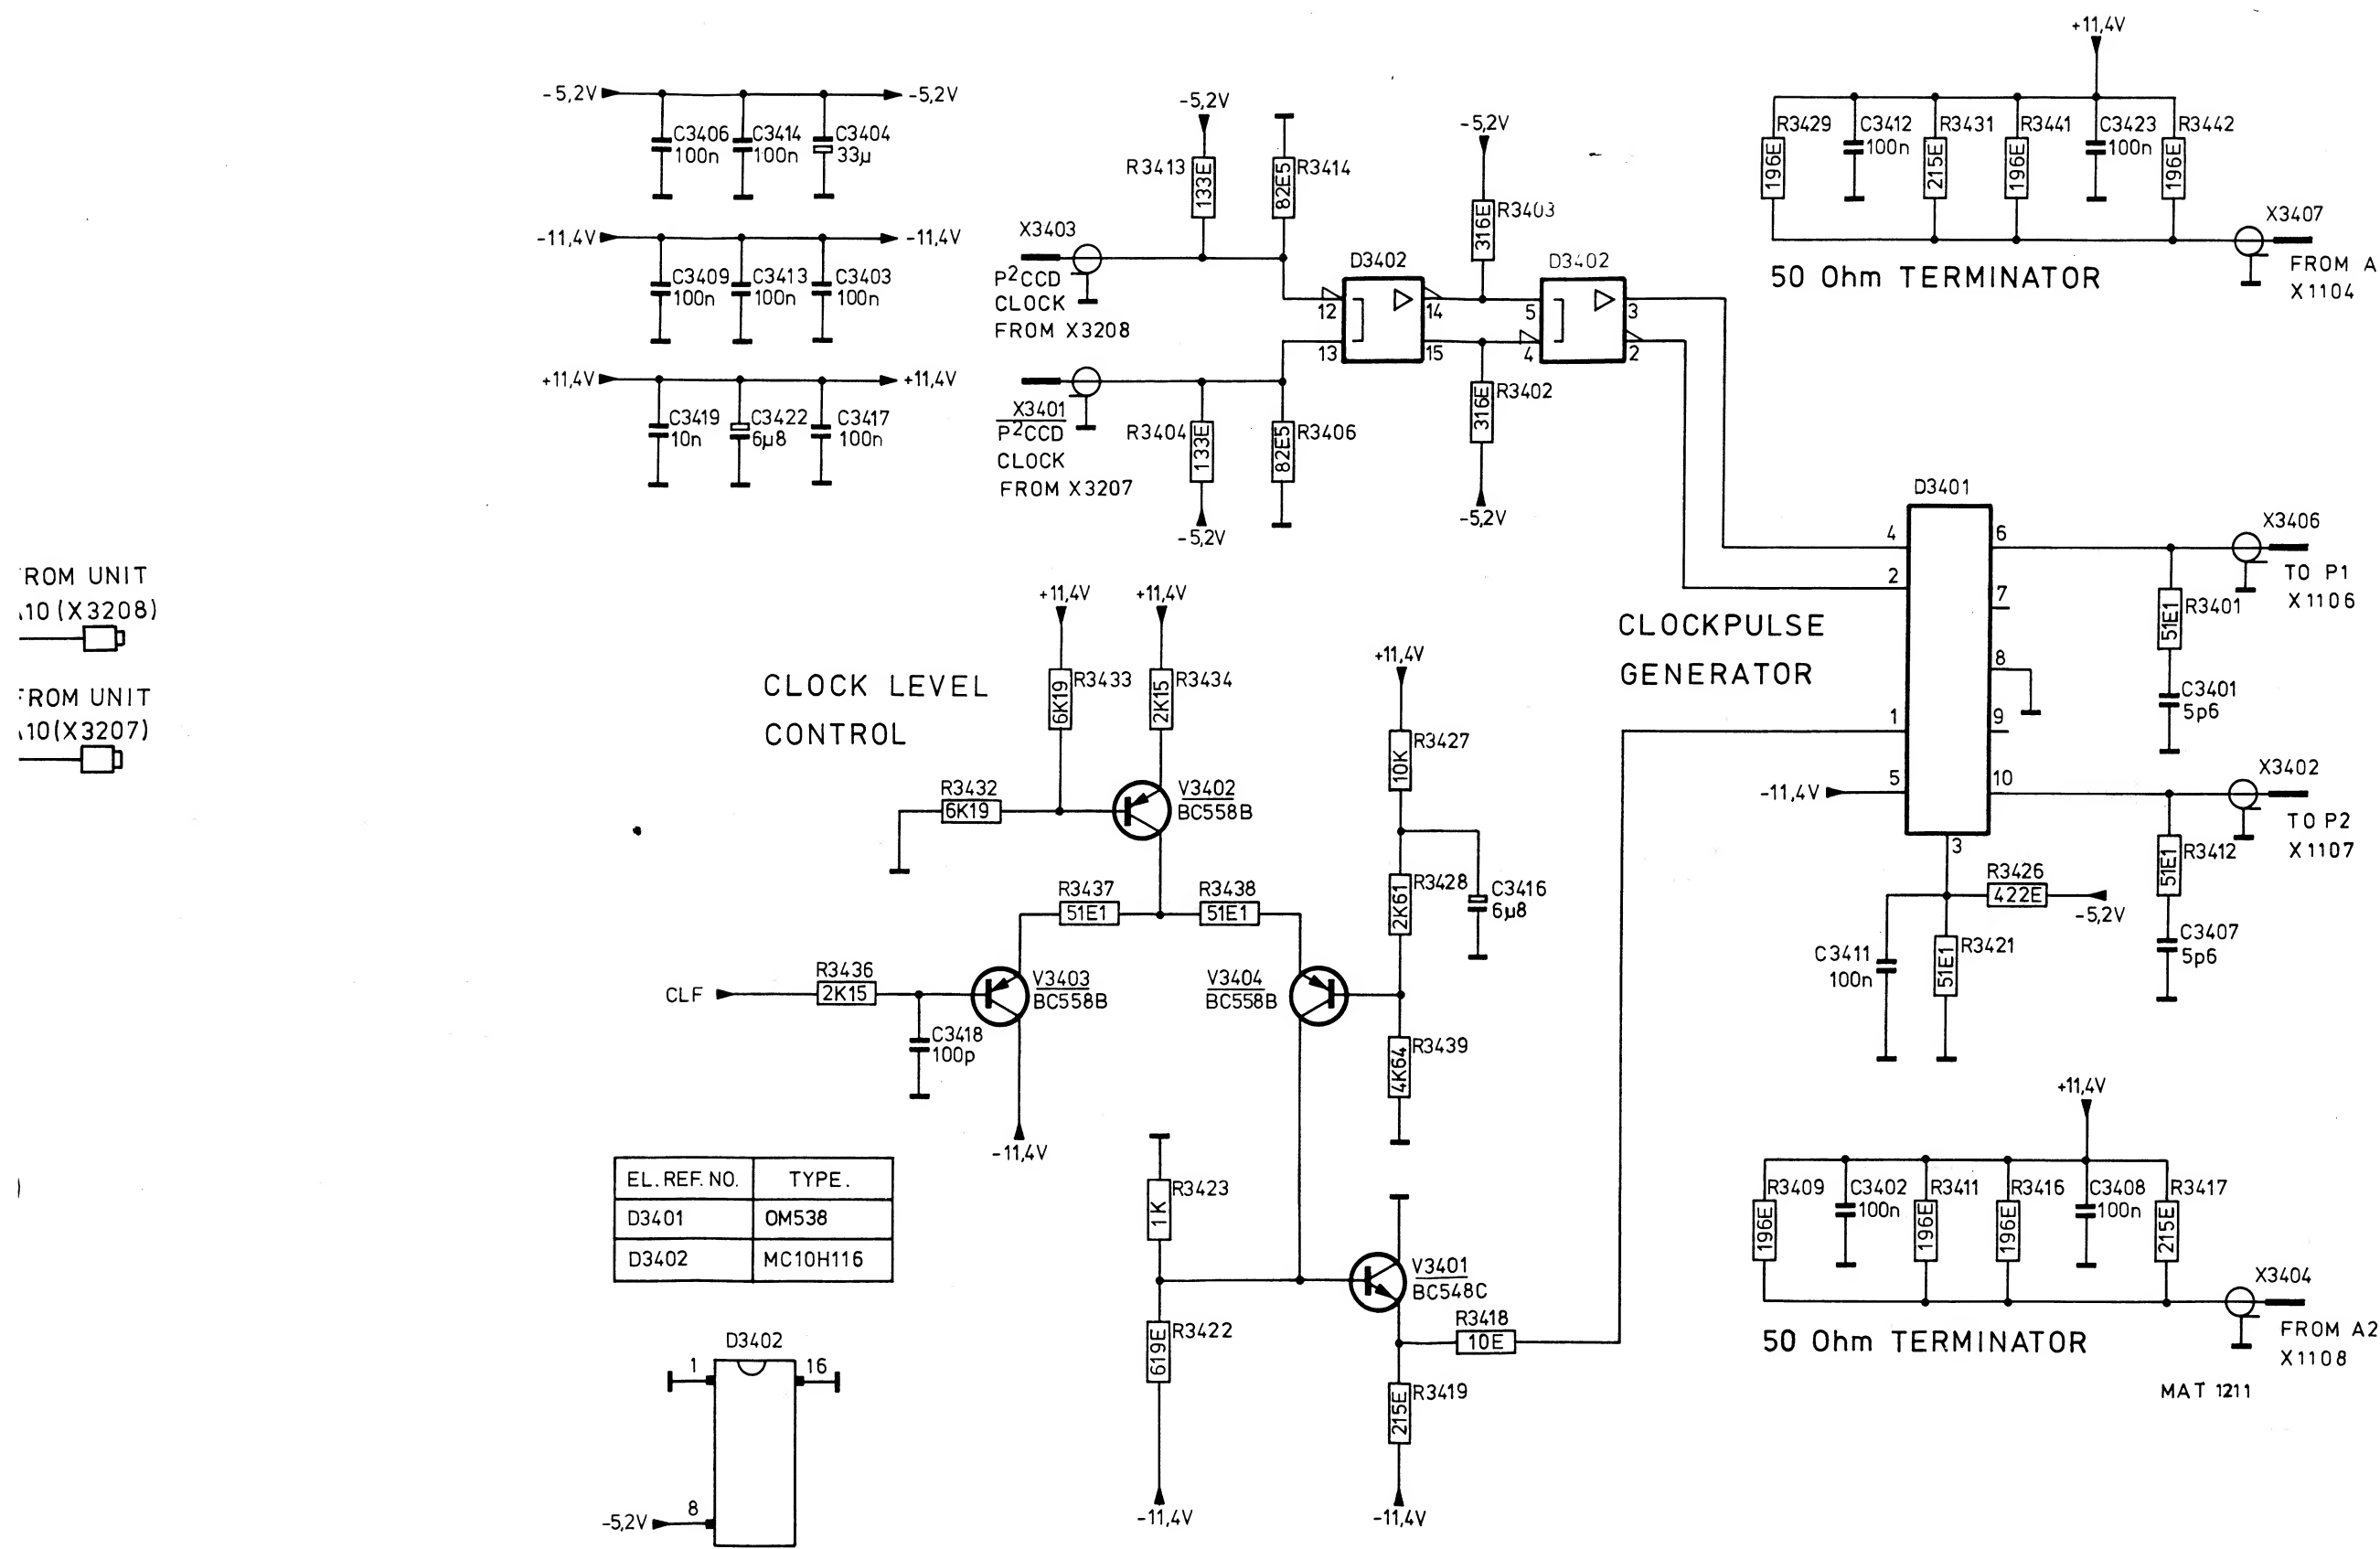 +11,4V
-5,2V
-5,2V
C3406
100n
C3414
100n
C3404
33µ
-11,4V
-11,4V
C3409
100n
C3413
100n
C3403
100n
+11,4V
+11,4V
C3419
10n
C3422
6µ8
C3417
100n
-5,2V
R3413
133E
82E5
R3414
X3403
P2CCD
CLOCK
FROM X3208
X3401
P2CCD
CLOCK
FROM X3207
R3404
133E
82E5
R3406
-5,2V
-5,2V
316E
R3403
D3402
12
13
14
15
D3402
5
4
3
2
316E
R3402
-5,2V
R3429
196E
C3412
100n
R3431
215E
R3441
196E
C3423
100n
R3442
196E
X3407
FROM A
X1104
50 Ohm TERMINATOR
ROM UNIT
10 (X3208)
ROM UNIT
10 (X3207)
CLOCK LEVEL
CONTROL
+11,4V
+11,4V
6K19
R3433
2K15
R3434
R3432
6K19
V3402
BC558B
R3437
51E1
R3438
51E1
CLF
R3436
2K15
C3418
100p
V3403
BC558B
-11,4V
V3404
BC558B
+11,4V
10K
R3427
2K61
R3428
C3416
6µ8
4K64
R3439
CLOCKPULSE
GENERATOR
D3401
4
2
1
5
6
7
8
9
10
3
-11,4V
X3406
TO P1
X1106
51E1
R3401
C3401
5p6
X3402
TO P2
X1107
51E1
R3412
C3407
5p6
R3426
422E
-5,2V
C3411
100n
51E1
R3421
EL. REF. NO. TYPE.
D3401 OM538
D3402 MC10H116
D3402
1
16
8
-5,2V
1K
R3423
619E
R3422
-11,4V
V3401
BC548C
R3418
10E
215E
R3419
-11,4V
+11,4V
R3409
196E
C3402
100n
R3411
196E
R3416
196E
C3408
100n
R3417
215E
X3404
FROM A2
X1108
50 Ohm TERMINATOR
MAT 1211